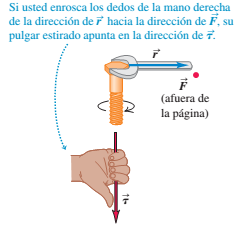 Si usted enrosca los dedos de la mano derecha
de la dirección de r⃗ hacia la dirección de F⃗, su
pulgar estirado apunta en la dirección de τ⃗.
r⃗
F⃗
(afuera de
la página)
τ⃗